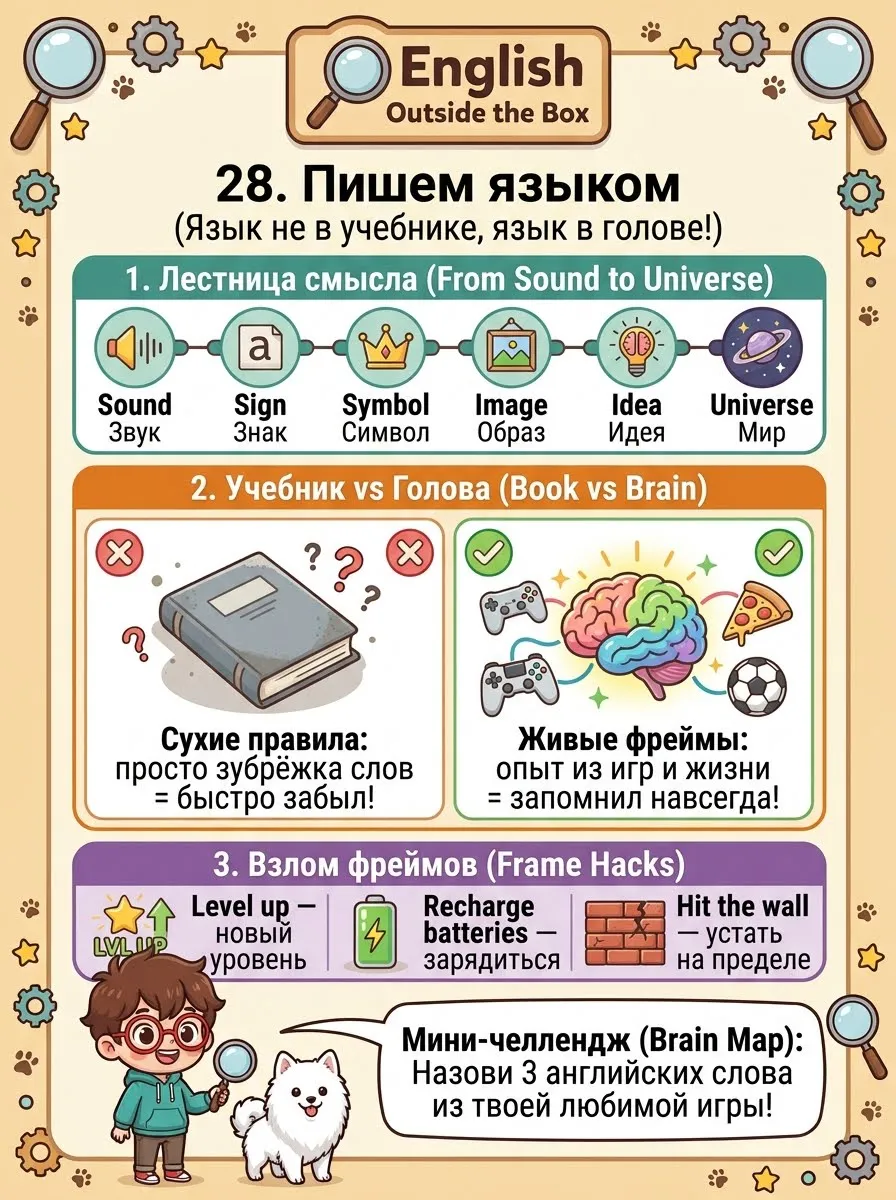 English
Outside the Box
28. Пишем языком
(Язык не в учебнике, язык в голове!)
1. Лестница смысла (From Sound to Universe)
a
Sound
Звук
Sign
Знак
Symbol
Символ
Image
Образ
Idea
Идея
Universe
Мир
2. Учебник vs Голова (Book vs Brain)
? ? ? ?
Сухие правила:
просто зубрёжка слов
= быстро забыл!
Живые фреймы:
опыт из игр и жизни
= запомнил навсегда!
3. Взлом фреймов (Frame Hacks)
LVL UP
Level up —
новый
уровень
Recharge
batteries —
зарядиться
Hit the wall
— устать
на пределе
Мини-челлендж (Brain Map):
Назови 3 английских слова
из твоей любимой игры!